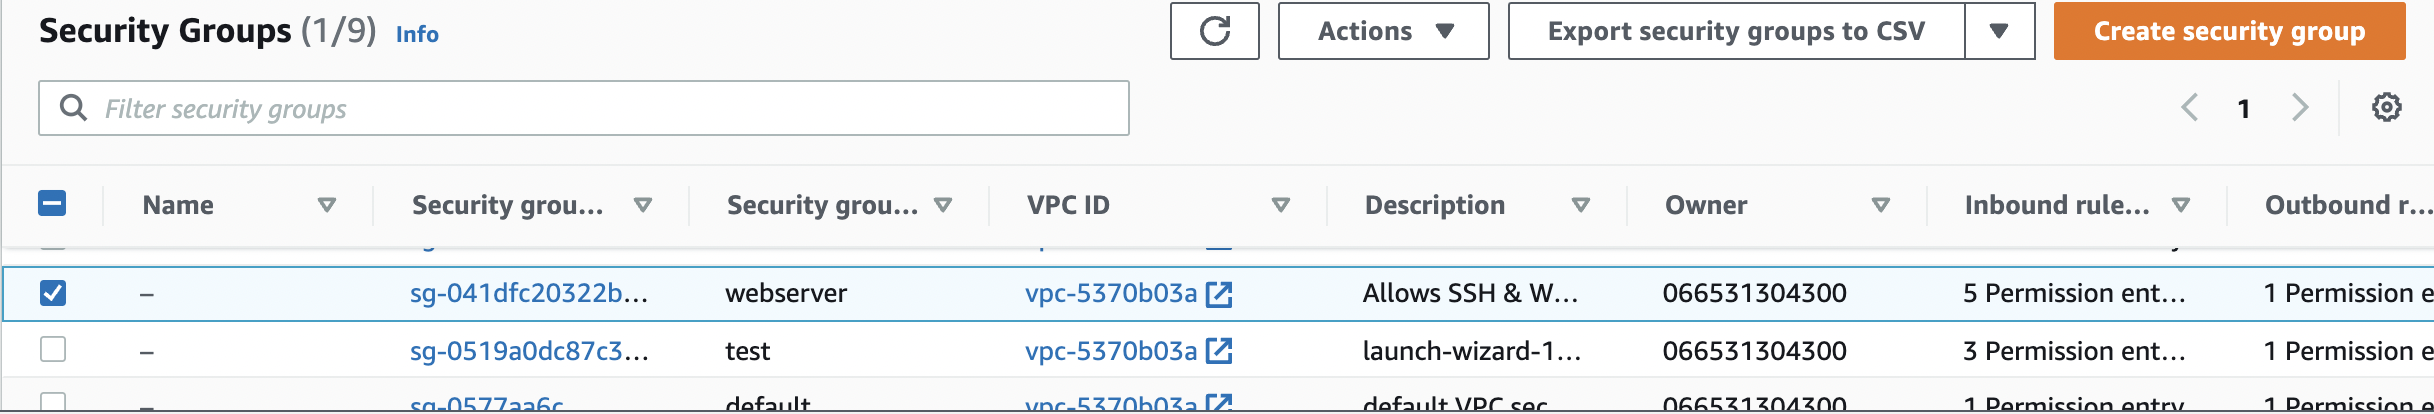 Security Groups (1/9) Info
Actions
Export security groups to CSV
Create security group
Filter security groups
1
Name Security grou... Security grou... VPC ID Description Owner Inbound rule... Outbound r...
– sg-041dfc20322b... webserver vpc-5370b03a Allows SSH & W... 066531304300 5 Permission ent... 1 Permission e
– sg-0519a0dc87c3... test vpc-5370b03a launch-wizard-1... 066531304300 3 Permission ent... 1 Permission e
– sg-0577aa6c default vpc-5370b03a default VPC sec 066531304300 1 Permission entry 1 Permission e